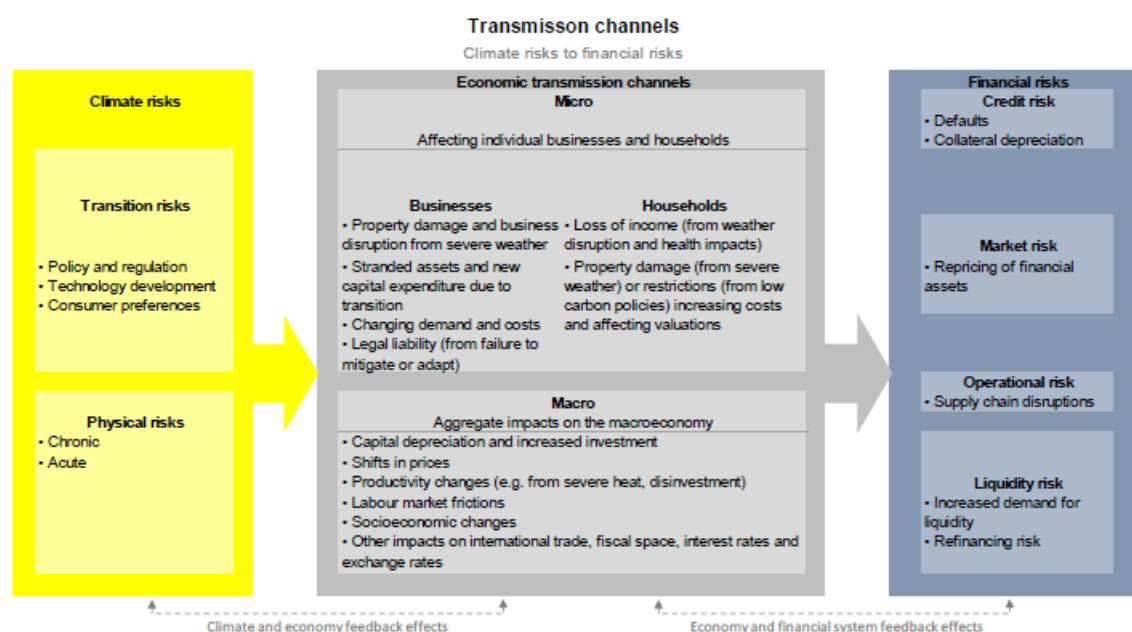 Transmisson channels
Climate risks to financial risks
Climate risks
Transition risks
• Policy and regulation
• Technology development
• Consumer preferences
Physical risks
• Chronic
• Acute
Economic transmission channels
Micro
Affecting individual businesses and households
Businesses
• Property damage and business
disruption from severe weather
• Stranded assets and new
capital expenditure due to
transition
• Changing demand and costs
• Legal liability (from failure to
mitigate or adapt)
Households
• Loss of income (from weather
disruption and health impacts)
• Property damage (from severe
weather) or restrictions (from low
carbon policies) increasing costs
and affecting valuations
Macro
Aggregate impacts on the macroeconomy
• Capital depreciation and increased investment
• Shifts in prices
• Productivity changes (e.g. from severe heat, disinvestment)
• Labour market frictions
• Socioeconomic changes
• Other impacts on international trade, fiscal space, interest rates and
exchange rates
Financial risks
Credit risk
• Defaults
• Collateral depreciation
Market risk
• Repricing of financial
assets
Operational risk
• Supply chain disruptions
Liquidity risk
• Increased demand for
liquidity
• Refinancing risk
Climate and economy feedback effects
Economy and financial system feedback effects